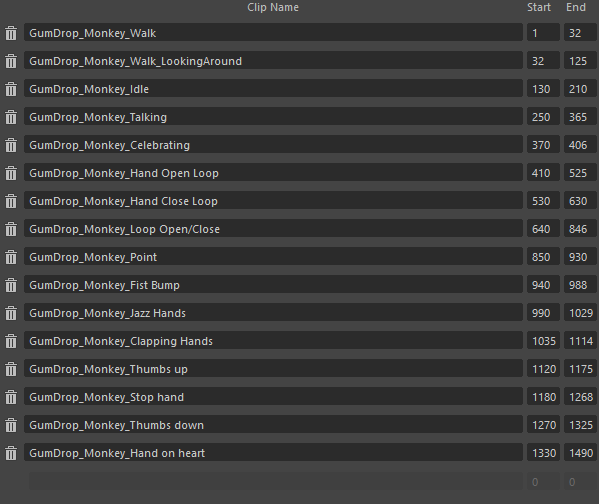 Clip Name Start End
GumDrop_Monkey_Walk 1 32
GumDrop_Monkey_Walk_LookingAround 32 125
GumDrop_Monkey_Idle 130 210
GumDrop_Monkey_Talking 250 365
GumDrop_Monkey_Celebrating 370 406
GumDrop_Monkey_Hand Open Loop 410 525
GumDrop_Monkey_Hand Close Loop 530 630
GumDrop_Monkey_Loop Open/Close 640 846
GumDrop_Monkey_Point 850 930
GumDrop_Monkey_Fist Bump 940 988
GumDrop_Monkey_Jazz Hands 990 1029
GumDrop_Monkey_Clapping Hands 1035 1114
GumDrop_Monkey_Thumbs up 1120 1175
GumDrop_Monkey_Stop hand 1180 1268
GumDrop_Monkey_Thumbs down 1270 1325
GumDrop_Monkey_Hand on heart 1330 1490
0 0